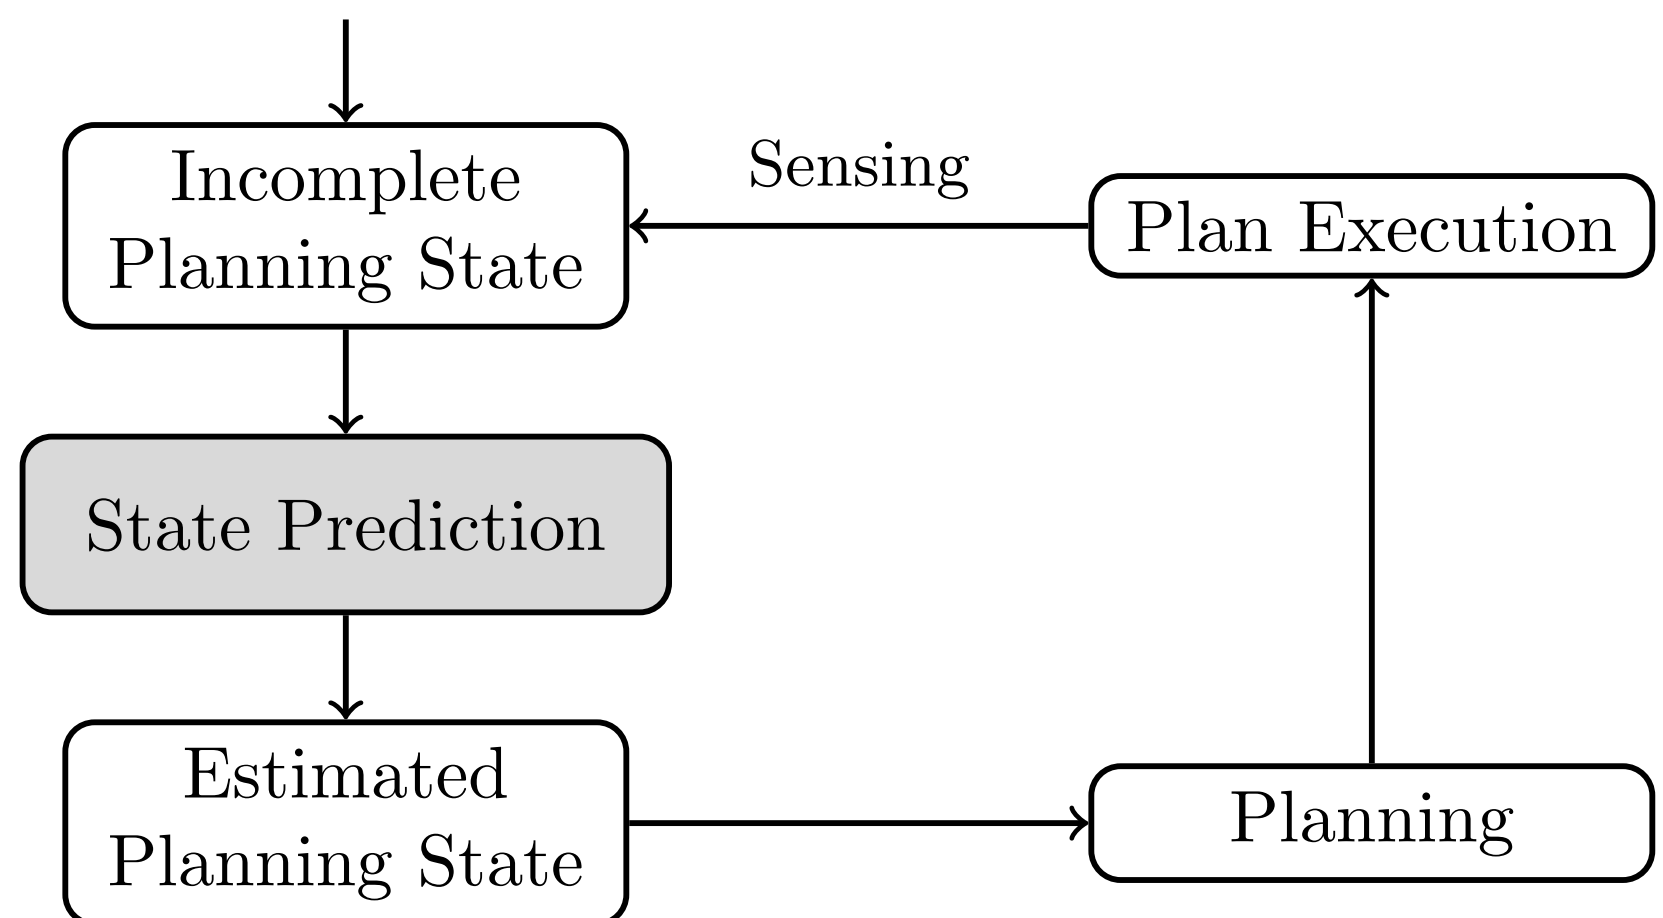 Incomplete
Planning State
Sensing
Plan Execution
State Prediction
Estimated
Planning State
Planning